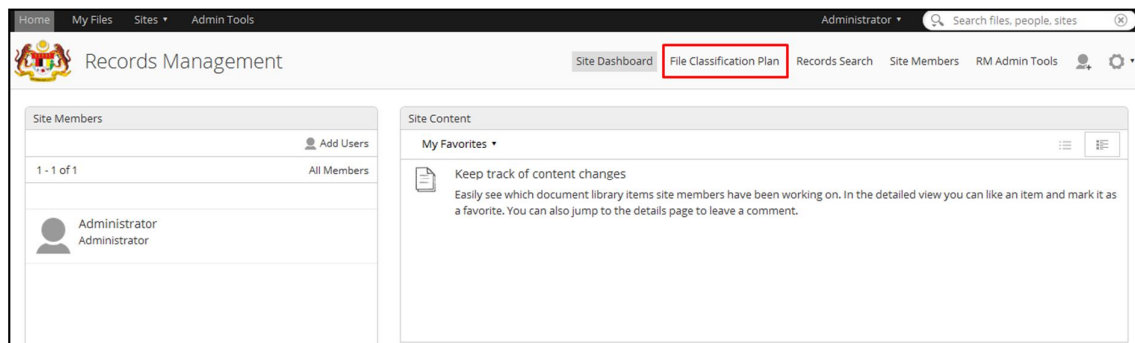 Home My Files Sites Admin Tools Administrator Search files, people, sites
Records Management Site Dashboard File Classification Plan Records Search Site Members RM Admin Tools
Site Members
Add Users
1 - 1 of 1 All Members
Administrator
Administrator
Site Content
My Favorites
Keep track of content changes
Easily see which document library items site members have been working on. In the detailed view you can like an item and mark it as
a favorite. You can also jump to the details page to leave a comment.